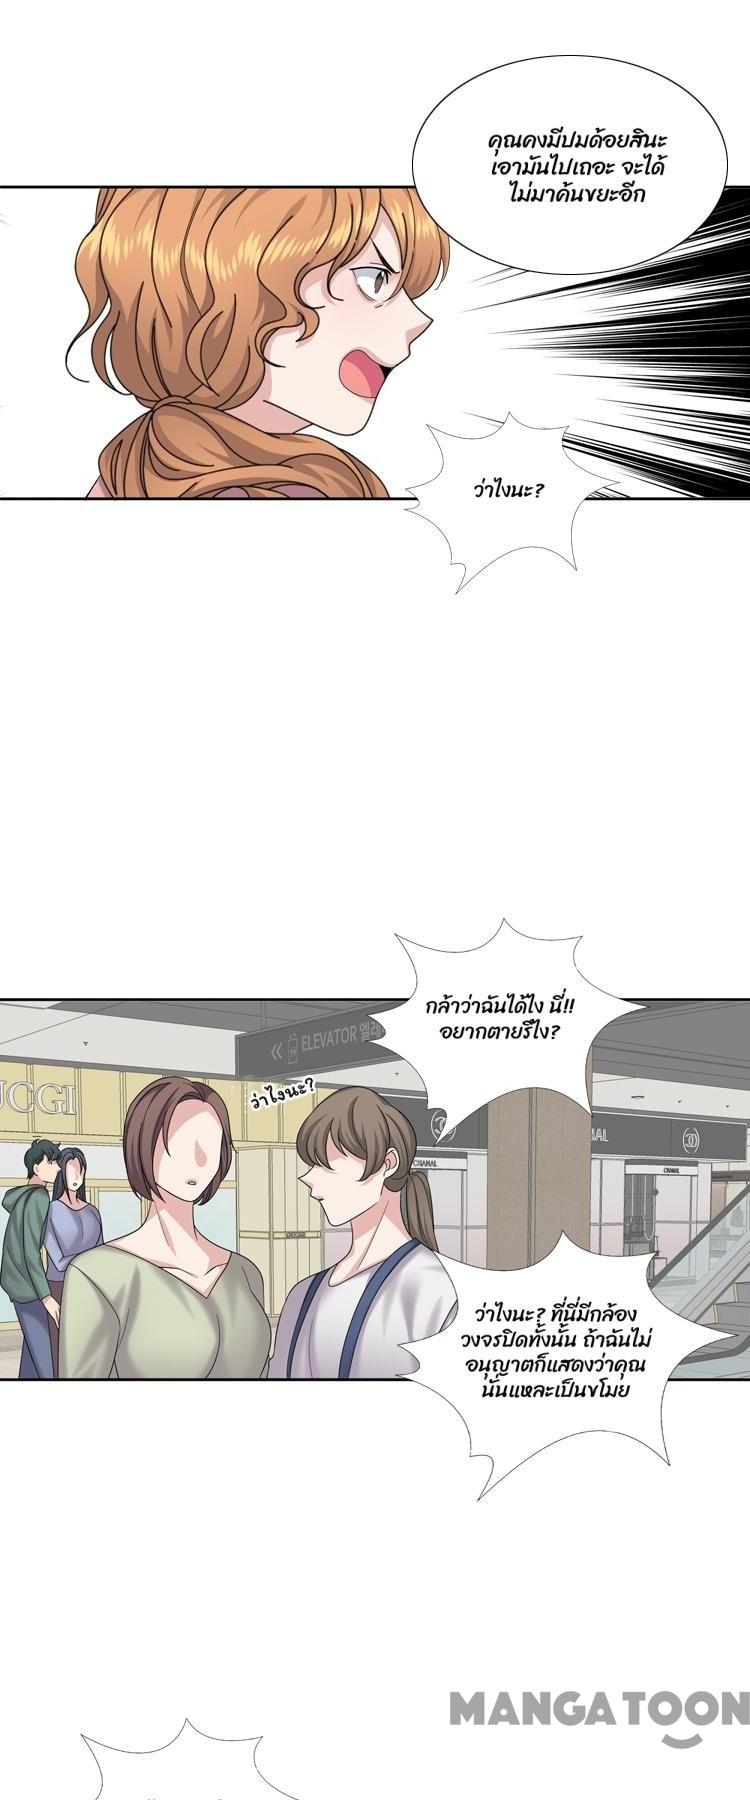 คุณคงมีปมด้อยสินะ
เอามันไปเถอะ จะได้
ไม่มาค้นขยะอีก
ว่าไงนะ?
กล้าว่าฉันได้ไง นี่!!
อยากตายรึไง?
ELEVATOR 엘레
UCGI
ว่าไงนะ?
CHAMAL
CHAMAL
ว่าไงนะ? ที่นี่มีกล้อง
วงจรปิดทั้งนั้น ถ้าฉันไม่
อนุญาตก็แสดงว่าคุณ
นั่นแหละเป็นขโมย
MANGATOON